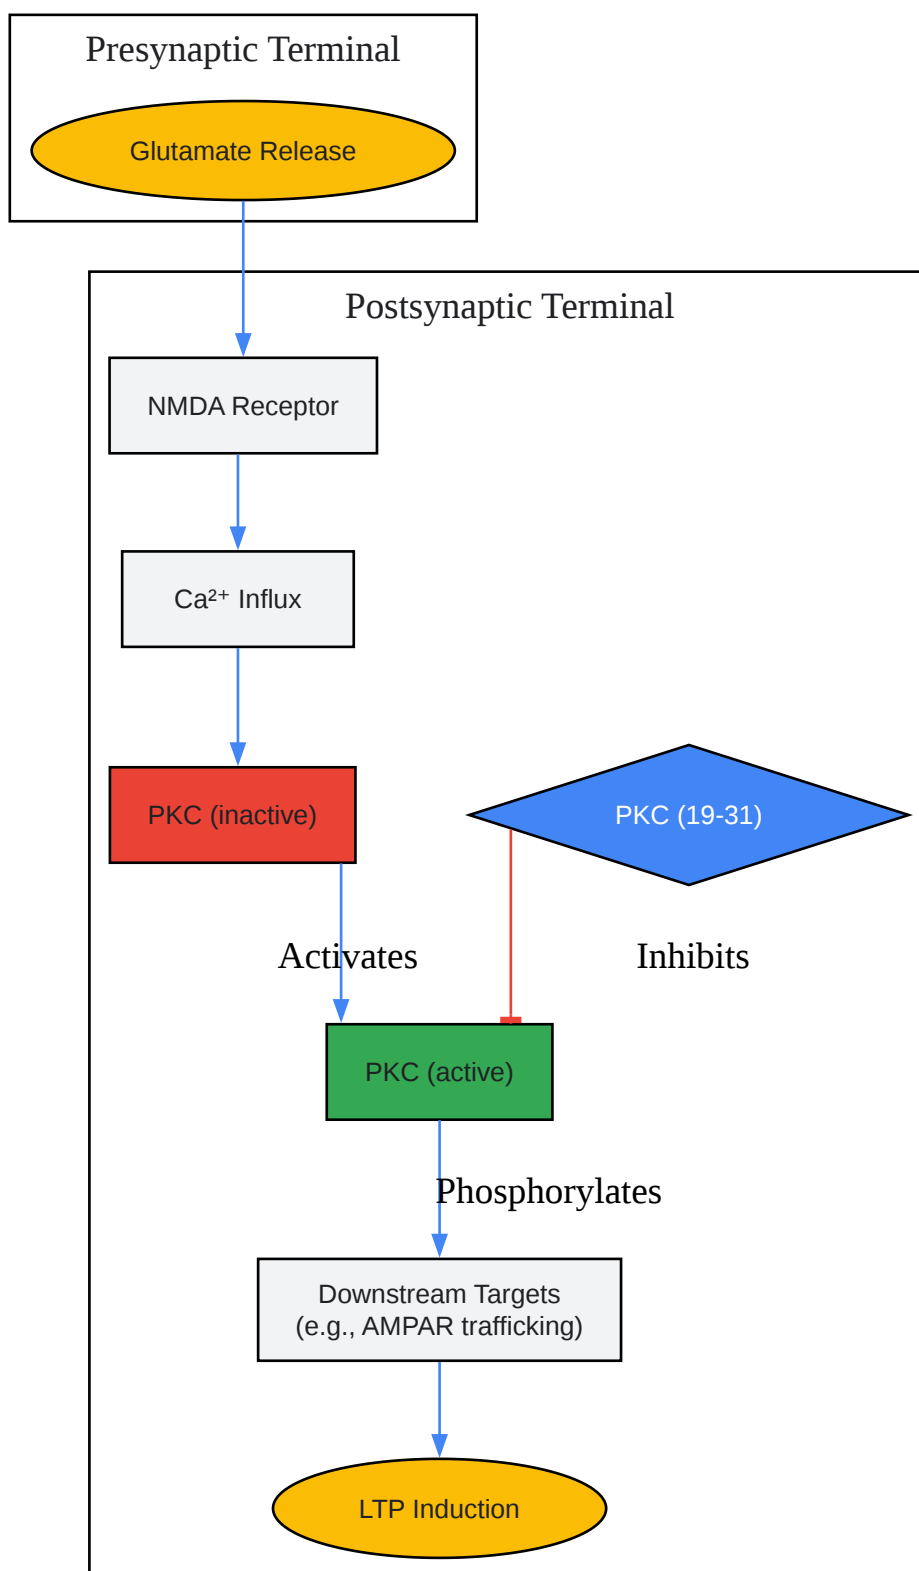 Presynaptic Terminal
Glutamate Release
Postsynaptic Terminal
NMDA Receptor
Ca²⁺ Influx
PKC (inactive)
PKC (19-31)
Activates
Inhibits
PKC (active)
Phosphorylates
Downstream Targets
(e.g., AMPAR trafficking)
LTP Induction